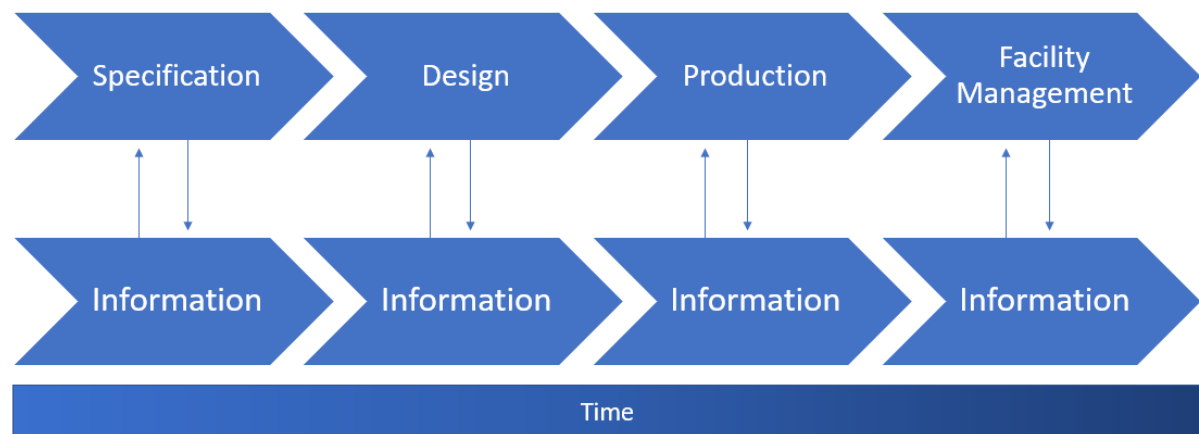 Specification
Design
Production
Facility
Management
Information
Information
Information
Information
Time